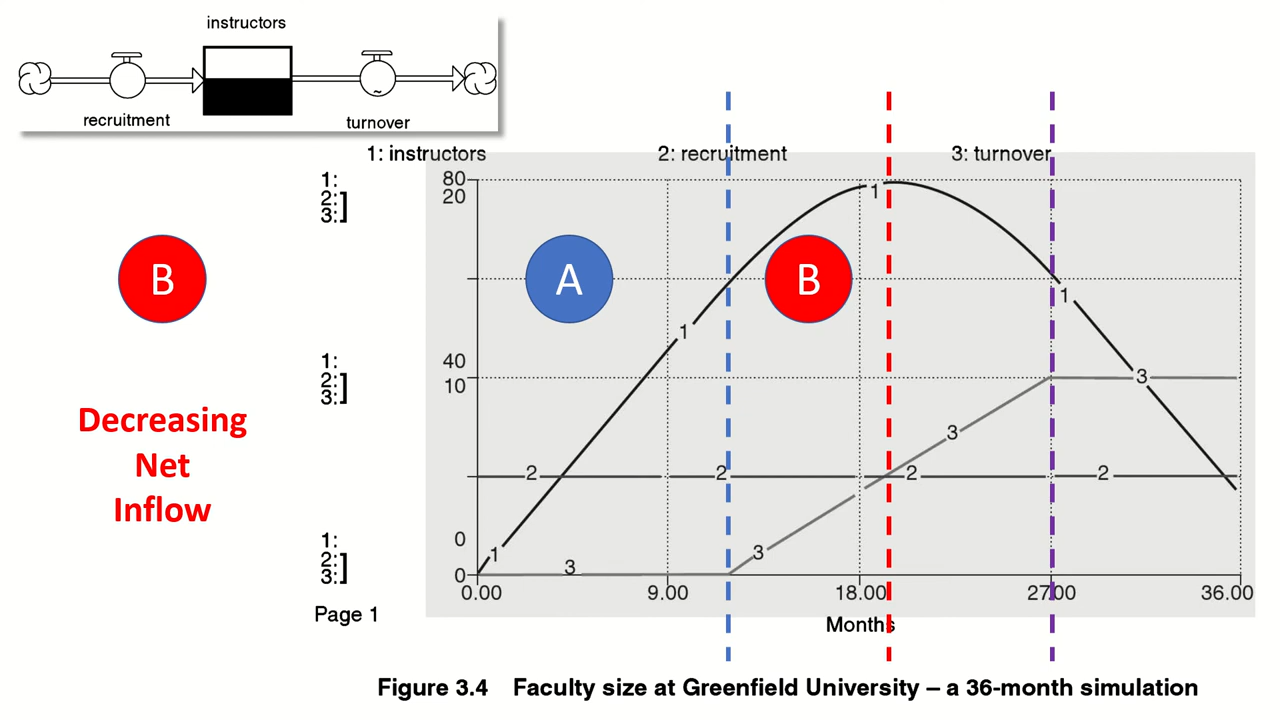 instructors
recruitment
turnover
~
1: instructors 2: recruitment 3: turnover
1:
2:
3:]
80
20
B
A
B
1
1
1
1
1:
2:
3:]
40
10
3
3
Decreasing
Net
Inflow
2
2
2
2
1:
2:
3:]
0
0
3
3
0.00 9.00 18.00 27.00 36.00
Page 1
Months
Figure 3.4 Faculty size at Greenfield University – a 36-month simulation